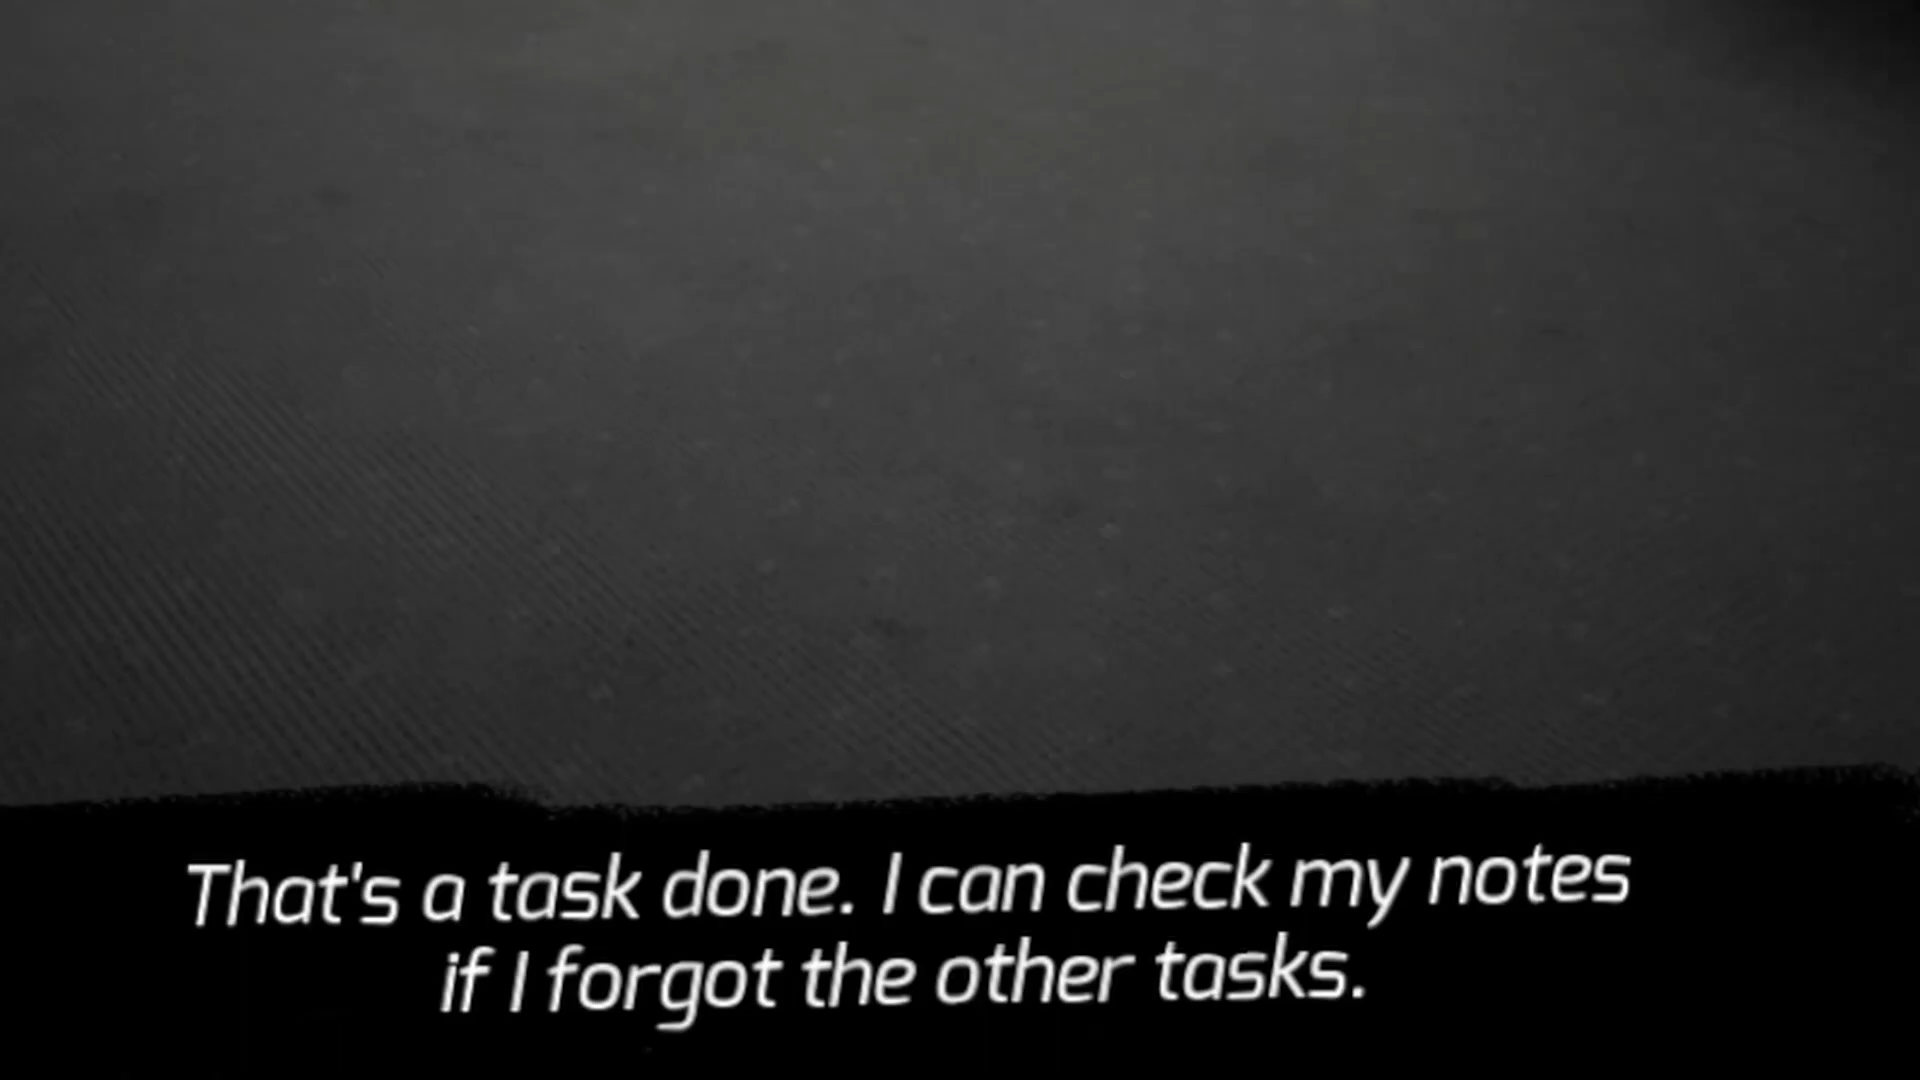 That's a task done. I can check my notes
if I forgot the other tasks.